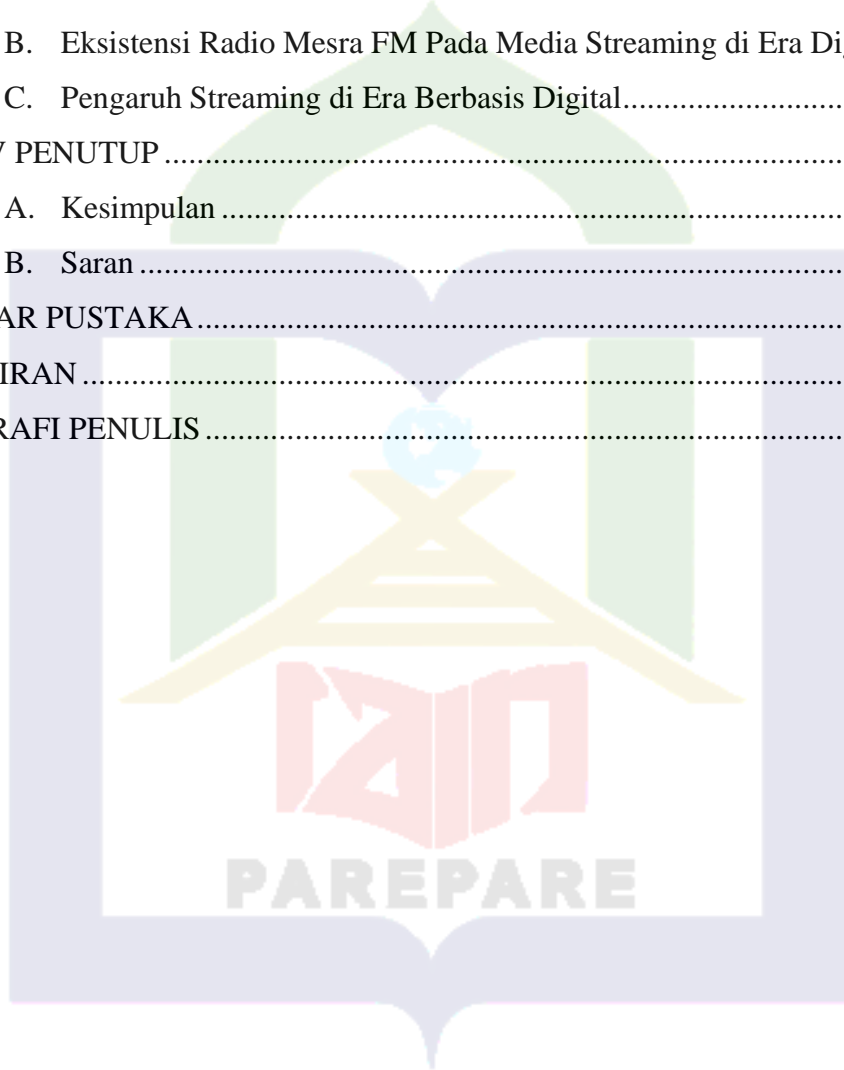 B. Eksistensi Radio Mesra FM Pada Media Streaming di Era
C. Pengaruh Streaming di Era Berbasis Digital.......................
PENUTUP.......................
A. Kesimpulan.......................
B. Saran.......................
AR PUSTAKA.......................
IRAN.......................
RAFI PENULIS.......................
iain
PAREPARE